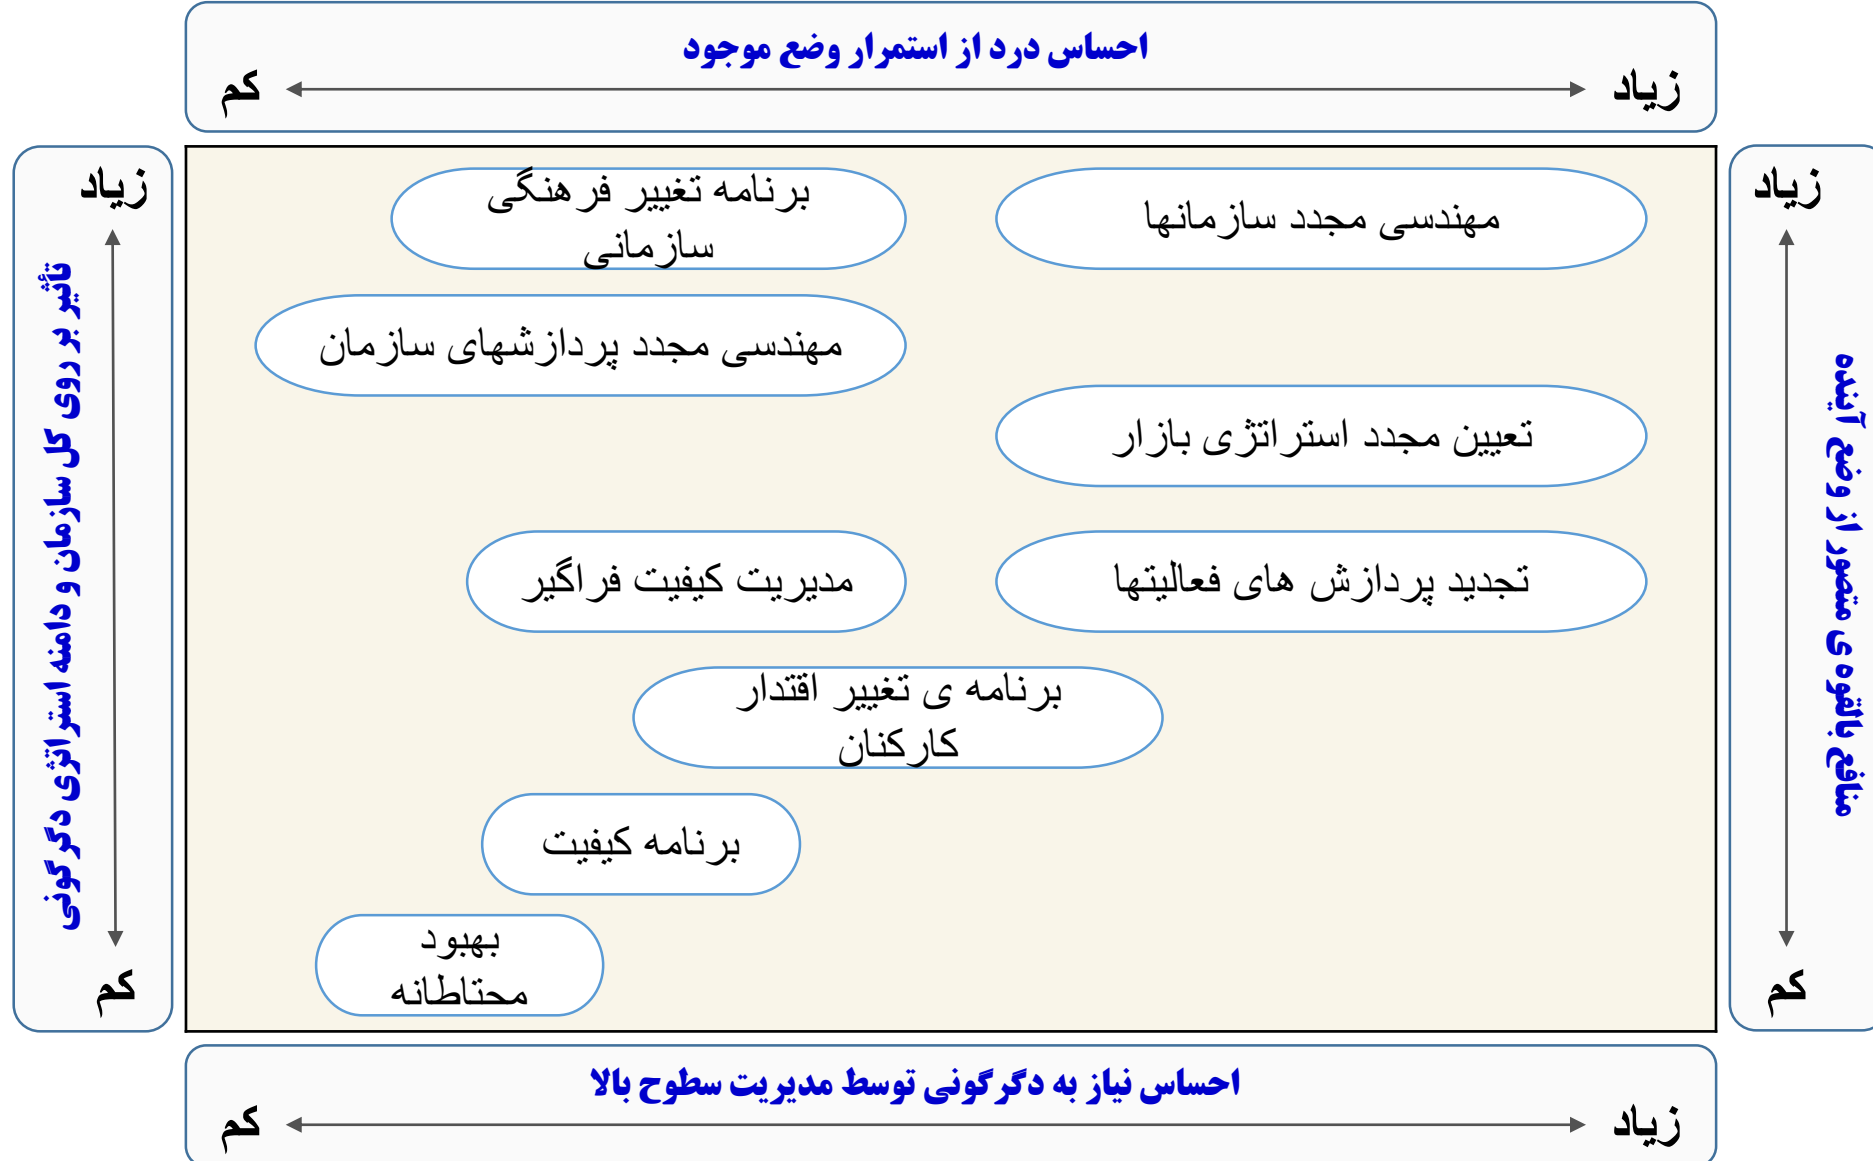 احساس درد از استمرار وضع موجود
زیاد
کم
زیاد
منافع بالقوه ی متصور از وضع آینده
کم
زیاد
تأثیر بر روی کل سازمان و دامنه استراتژی دگرگونی
کم
مهندسی مجدد سازمانها
برنامه تغییر فرهنگی
سازمانی
مهندسی مجدد پردازشهای سازمان
تعیین مجدد استراتژی بازار
تجدید پردازش های فعالیتها
مدیریت کیفیت فراگیر
برنامه ی تغییر اقتدار
کارکنان
برنامه کیفیت
بهبود
محتاطانه
احساس نیاز به دگرگونی توسط مدیریت سطوح بالا
زیاد
کم